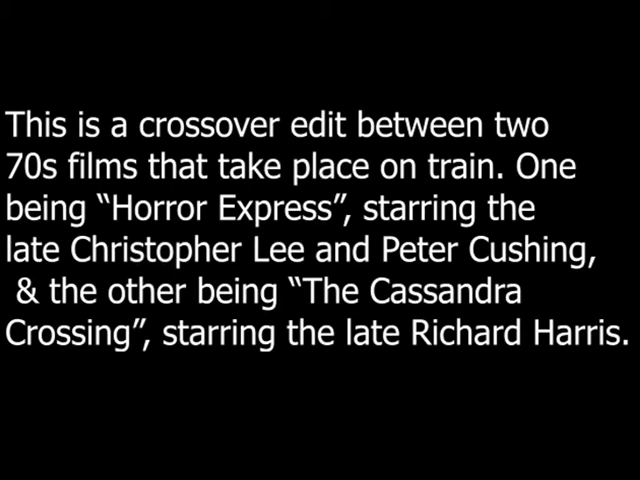 This is a crossover edit between two
70s films that take place on train. One
being “Horror Express”, starring the
late Christopher Lee and Peter Cushing,
& the other being “The Cassandra
Crossing”, starring the late Richard Harris.